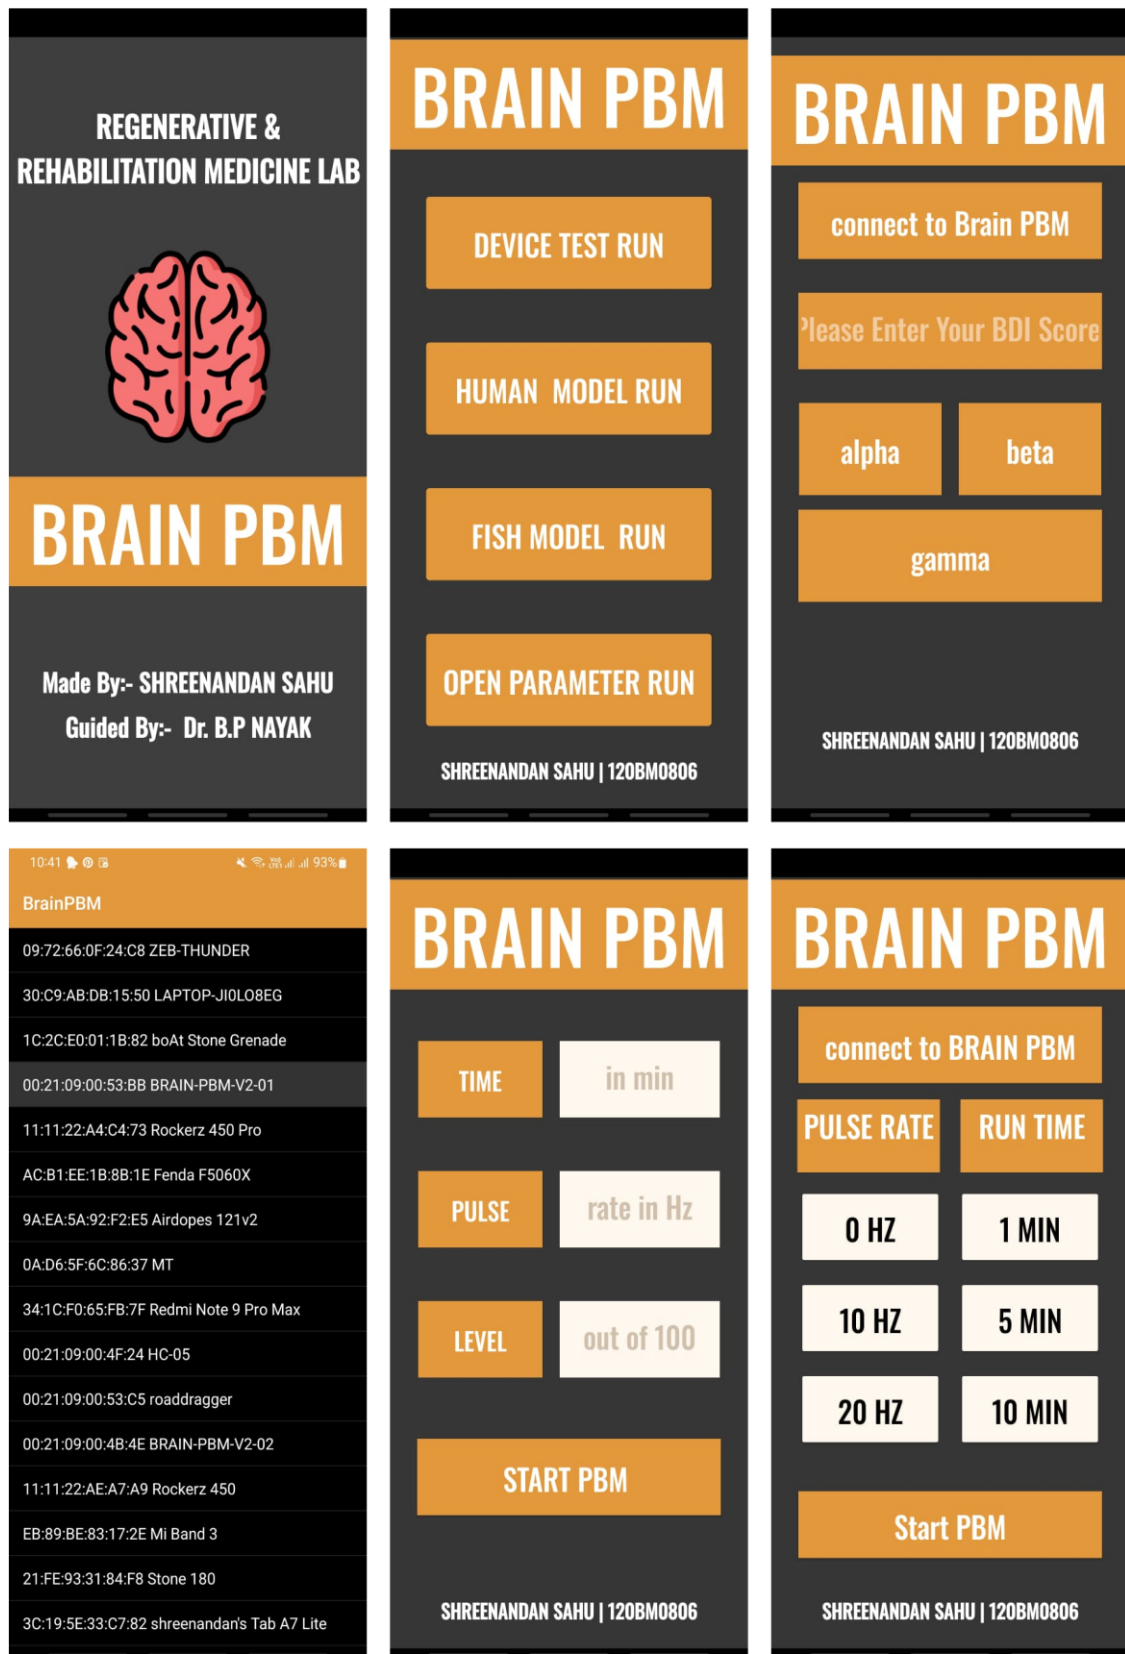 REGENERATIVE &
REHABILITATION MEDICINE LAB
BRAIN PBM
Made By:- SHREENANDAN SAHU
Guided By:- Dr. B.P NAYAK
BRAIN PBM
DEVICE TEST RUN
HUMAN MODEL RUN
FISH MODEL RUN
OPEN PARAMETER RUN
SHREENANDAN SAHU | 120BM0806
BRAIN PBM
connect to Brain PBM
Please Enter Your BDI Score
alpha beta
gamma
SHREENANDAN SAHU | 120BM0806
10:41 93%
BrainPBM
09:72:66:0F:24:C8 ZEB-THUNDER
30:C9:AB:DB:15:50 LAPTOP-JI0LO8EG
1C:2C:E0:01:1B:82 boAt Stone Grenade
00:21:09:00:53:BB BRAIN-PBM-V2-01
11:11:22:A4:C4:73 Rockerz 450 Pro
AC:B1:EE:1B:8B:1E Fenda F5060X
9A:EA:5A:92:F2:E5 Airdopes 121v2
0A:D6:5F:6C:86:37 MT
34:1C:F0:65:FB:7F Redmi Note 9 Pro Max
00:21:09:00:4F:24 HC-05
00:21:09:00:53:C5 roaddragger
00:21:09:00:4B:4E BRAIN-PBM-V2-02
11:11:22:AE:A7:A9 Rockerz 450
EB:89:BE:83:17:2E Mi Band 3
21:FE:93:31:84:F8 Stone 180
3C:19:5E:33:C7:82 shreenandan's Tab A7 Lite
BRAIN PBM
TIME in min
PULSE rate in Hz
LEVEL out of 100
START PBM
SHREENANDAN SAHU | 120BM0806
BRAIN PBM
connect to BRAIN PBM
PULSE RATE RUN TIME
0 HZ 1 MIN
10 HZ 5 MIN
20 HZ 10 MIN
Start PBM
SHREENANDAN SAHU | 120BM0806